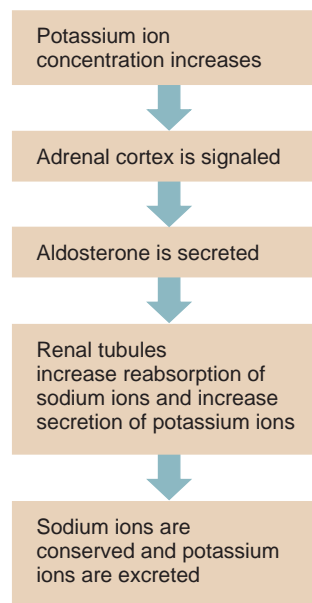 Potassium ion
concentration increases
Adrenal cortex is signaled
Aldosterone is secreted
Renal tubules
increase reabsorption of
sodium ions and increase
secretion of potassium ions
Sodium ions are
conserved and potassium
ions are excreted